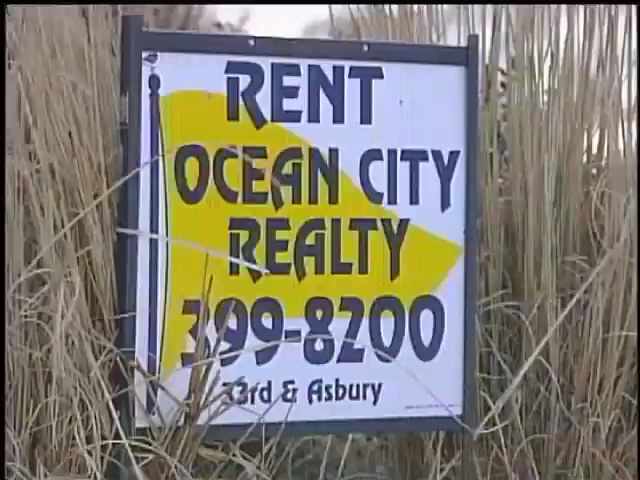 RENT
OCEAN CITY
REALTY
399-8200
33rd & Asbury